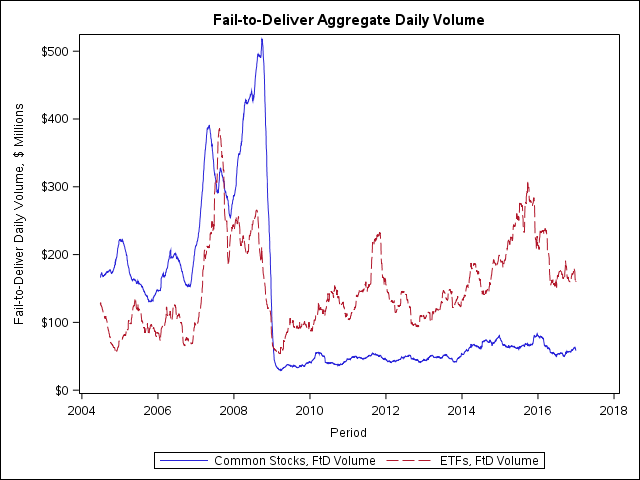 Fail-to-Deliver Aggregate Daily Volume
Fail-to-Deliver Daily Volume, $ Millions
$500
$400
$300
$200
$100
$0
2004 2006 2008 2010 2012 2014 2016 2018
Period
Common Stocks, FtD Volume ETFs, FtD Volume